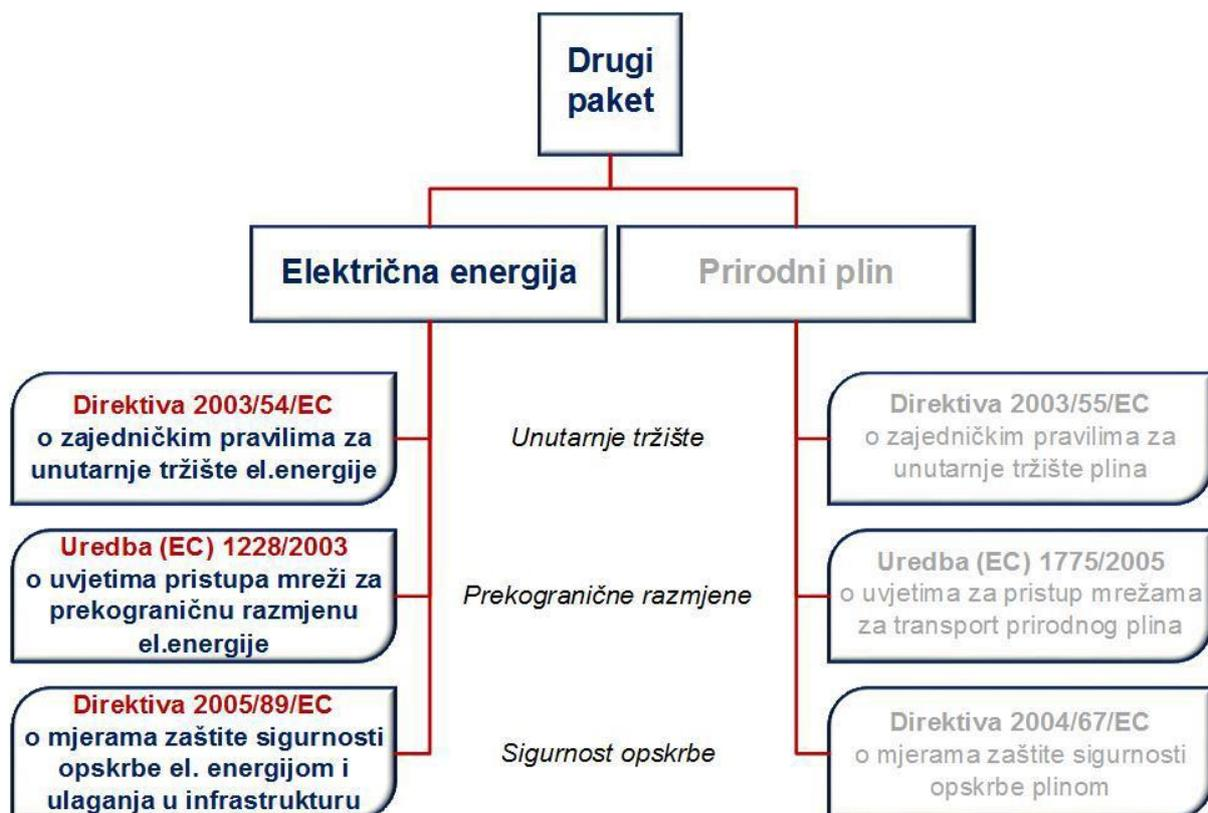 Drugi
paket
Električna energija
Prirodni plin
Direktiva 2003/54/EC
o zajedničkim pravilima za
unutarnje tržište el.energije
Unutarnje tržište
Direktiva 2003/55/EC
o zajedničkim pravilima za
unutarnje tržište plina
Uredba (EC) 1228/2003
o uvjetima pristupa mreži za
prekograničnu razmjenu
el.energije
Prekogranične razmjene
Uredba (EC) 1775/2005
o uvjetima za pristup mrežama
za transport prirodnog plina
Direktiva 2005/89/EC
o mjerama zaštite sigurnosti
opskrbe el. energijom i
ulaganja u infrastrukturu
Sigurnost opskrbe
Direktiva 2004/67/EC
o mjerama zaštite sigurnosti
opskrbe plinom